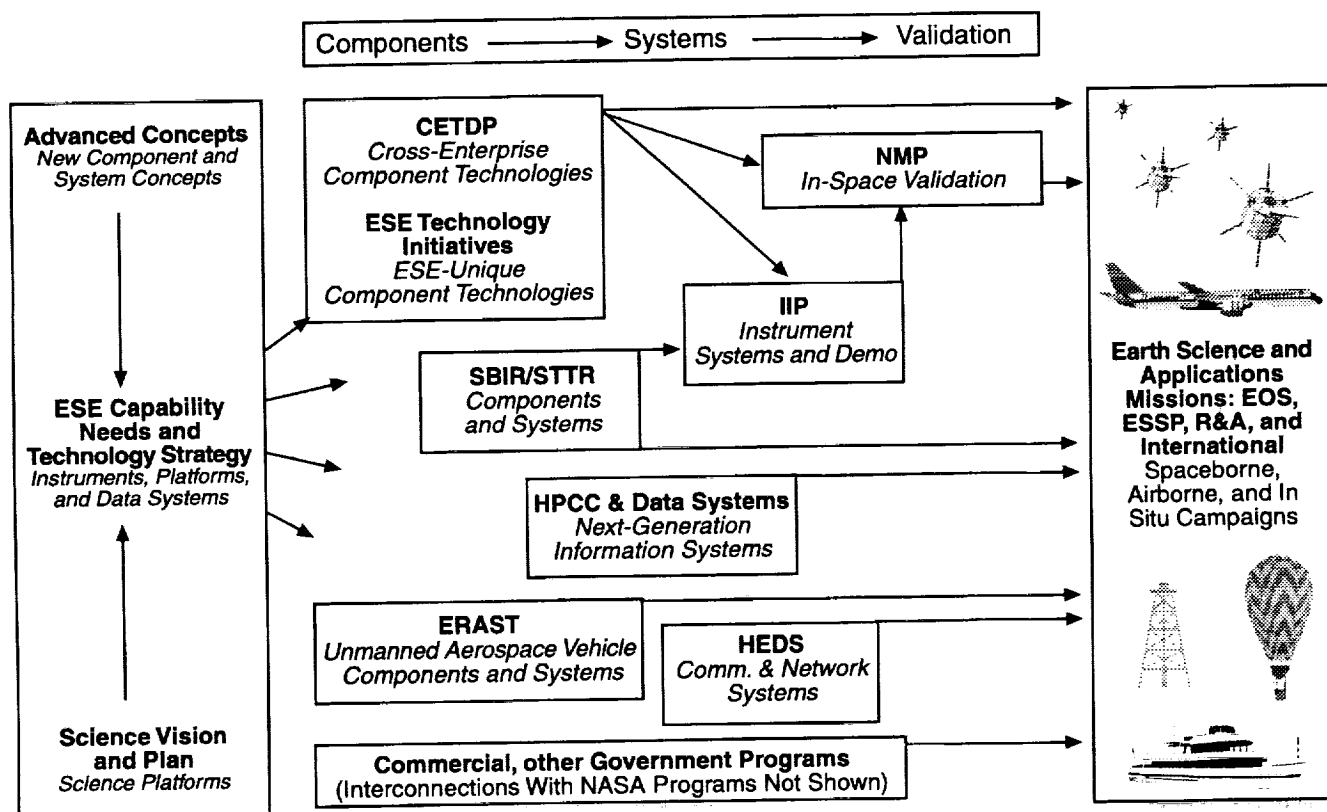 Components Systems Validation
Advanced Concepts
New Component and
System Concepts
ESE Capability
Needs and
Technology Strategy
Instruments, Platforms,
and Data Systems
Science Vision
and Plan
Science Platforms
CETDP
Cross-Enterprise
Component Technologies
ESE Technology
Initiatives
ESE-Unique
Component Technologies
NMP
In-Space Validation
IIP
Instrument
Systems and Demo
SBIR/STTR
Components
and Systems
HPCC & Data Systems
Next-Generation
Information Systems
ERAST
Unmanned Aerospace Vehicle
Components and Systems
HEDS
Comm. & Network
Systems
Commercial, other Government Programs
(Interconnections With NASA Programs Not Shown)
Earth Science and
Applications
Missions: EOS,
ESSP, R&A, and
International
Spaceborne,
Airborne, and In
Situ Campaigns